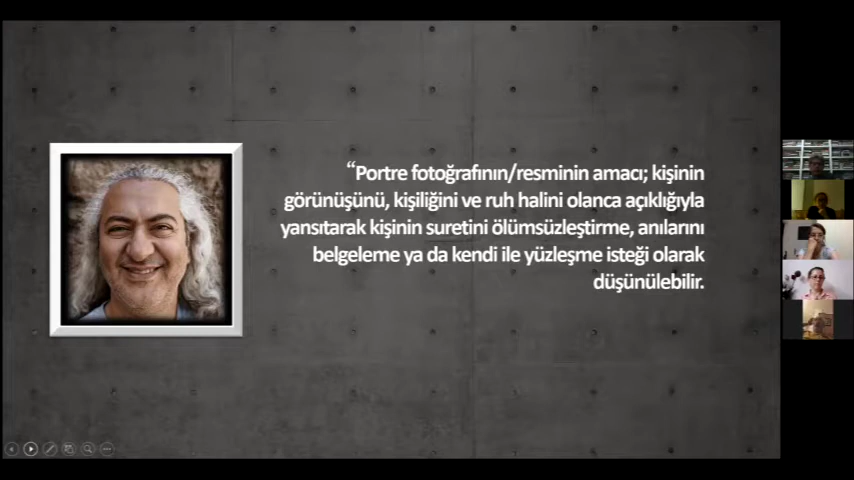 “Portre fotoğrafının/resminin amacı; kişinin
görünüşünü, kişiliğini ve ruh halini olanca açıklığıyla
yansıtarak kişinin suretini ölümsüzleştirme, anılarını
belgeleme ya da kendi ile yüzleşme isteği olarak
düşünülebilir.